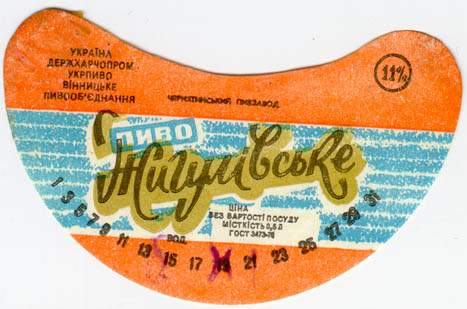 УКРАЇНА
ДЕРЖХАРЧОПРОМ
УКРПИВО
ВІННИЦЬКЕ
ПИВООБ'ЄДНАННЯ
ЧЕРНЯТИНСЬКИЙ ПИВЗАВОД
11%
ПИВО
Жигулівське
ЦІНА
БЕЗ ВАРТОСТІ ПОСУДУ
МІСТКІСТЬ 0,5 Л
ГОСТ 3473-78
1 3 5 7 9 11 13 15 17 19 21 23 25 27 29 31